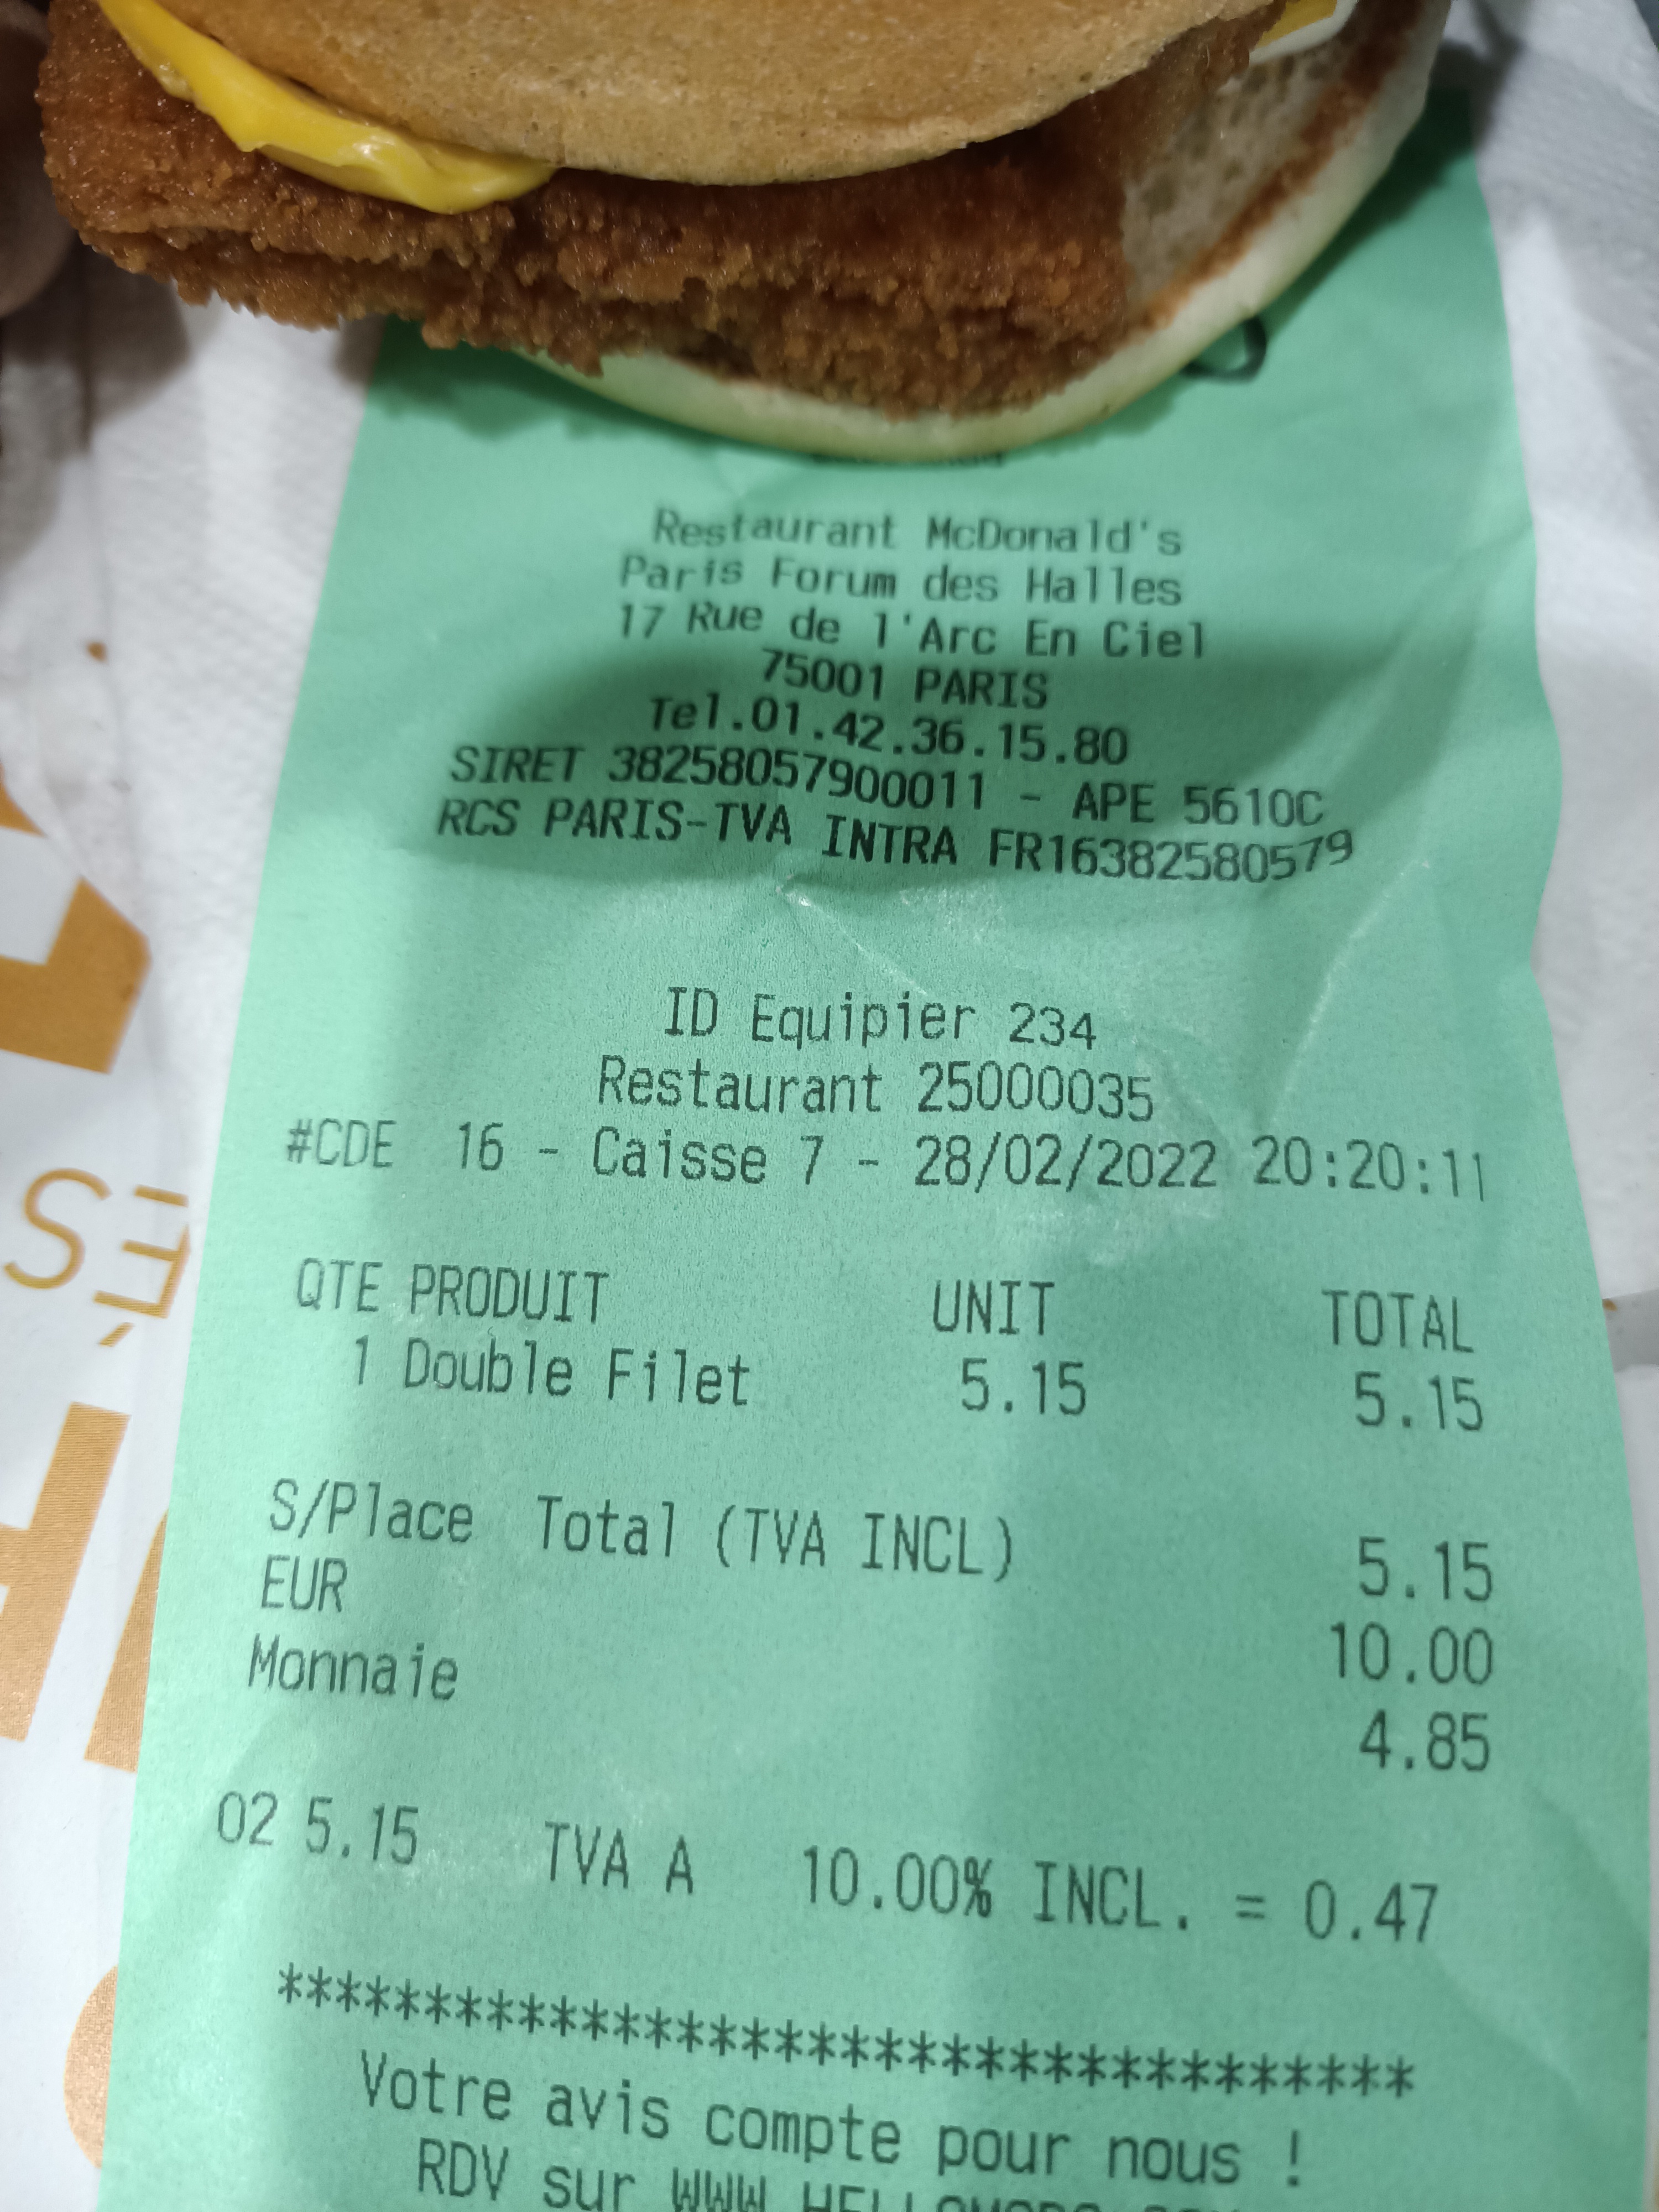 Restaurant McDonald's
Paris Forum des Halles
17 Rue de l'Arc En Ciel
75001 PARIS
Tel.01.42.36.15.80
SIRET 38258057900011 - APE 5610C
RCS PARIS-TVA INTRA FR16382580579
ID Equipier 234
Restaurant 25000035
#CDE 16 - Caisse 7 - 28/02/2022 20:20:11
QTE PRODUIT UNIT TOTAL
1 Double Filet 5.15 5.15
S/Place Total (TVA INCL) 5.15
EUR 10.00
Monnaie 4.85
02 5.15 TVA A 10.00% INCL. = 0.47
***************************************
Votre avis compte pour nous !
RDV sur WWW